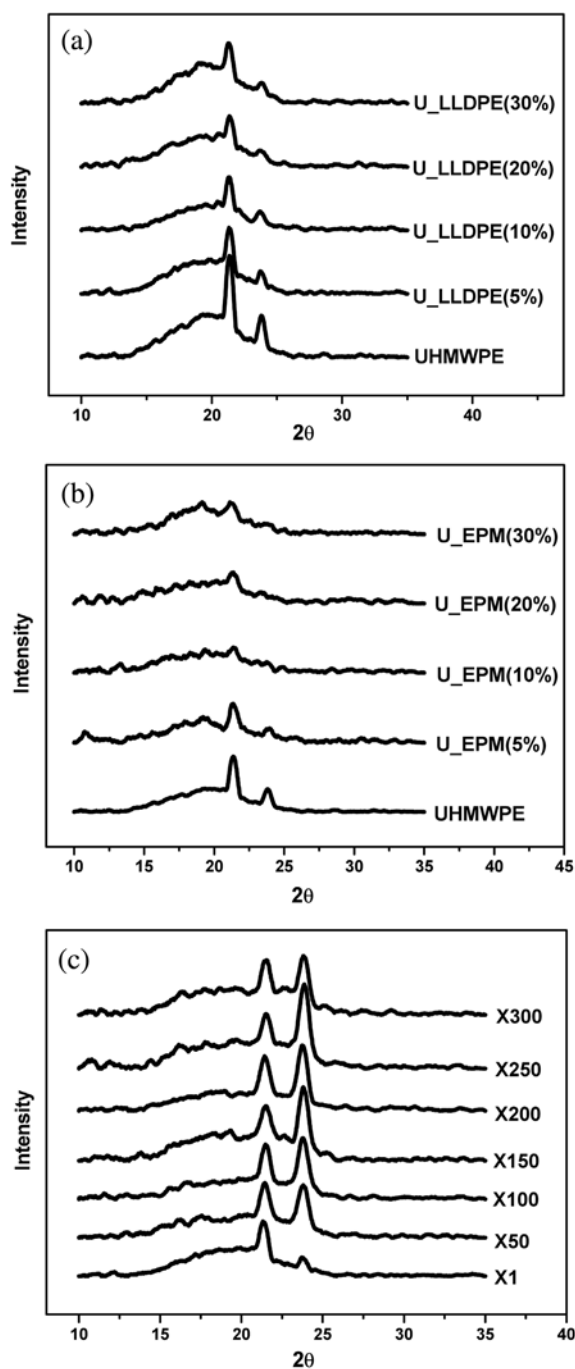 (a)
U_LLDPE(30%)
U_LLDPE(20%)
U_LLDPE(10%)
U_LLDPE(5%)
UHMWPE
Intensity
10 20 30 40
2θ
(b)
U_EPM(30%)
U_EPM(20%)
U_EPM(10%)
U_EPM(5%)
UHMWPE
Intensity
10 15 20 25 30 35 40 45
2θ
(c)
X300
X250
X200
X150
X100
X50
X1
Intensity
10 15 20 25 30 35 40
2θ